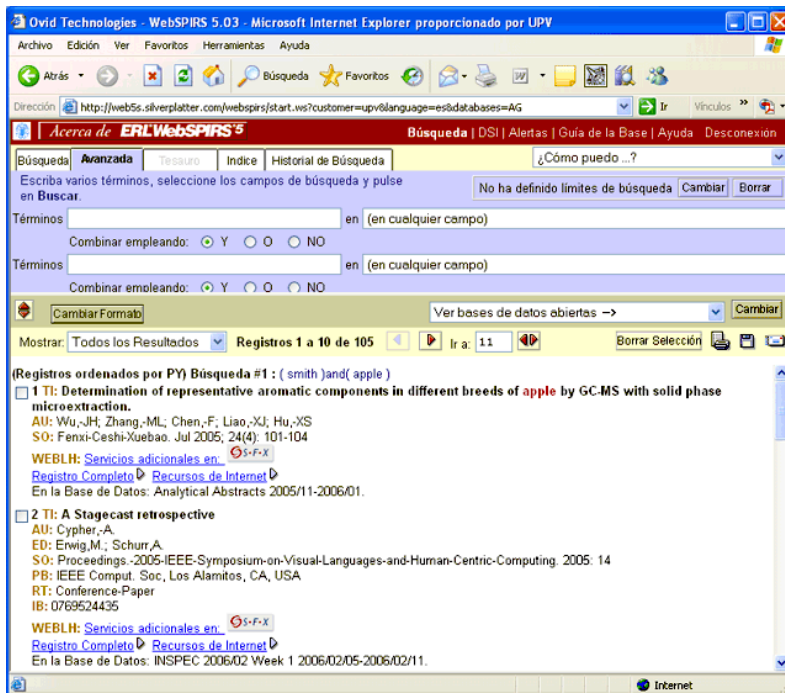 Ovid Technologies - WebSPIRS 5.03 - Microsoft Internet Explorer proporcionado por UPV
Archivo Edición Ver Favoritos Herramientas Ayuda
Atrás Búsqueda Favoritos
Dirección http://web5s.silverplatter.com/webspirs/start.ws?customer=upv&language=es&databases=AG Ir Vínculos »
Acerca de ERL WebSPIRS 5 Búsqueda | DSI | Alertas | Guía de la Base | Ayuda Desconexión
Búsqueda Avanzada Tesauro Indice Historial de Búsqueda ¿Cómo puedo ...?
Escriba varios términos, seleccione los campos de búsqueda y pulse
en Buscar.
No ha definido límites de búsqueda Cambiar Borrar
Términos en (en cualquier campo)
Combinar empleando: Y O NO
Términos en (en cualquier campo)
Combinar empleando: Y O NO
Cambiar Formato Ver bases de datos abiertas -> Cambiar
Mostrar: Todos los Resultados Registros 1 a 10 de 105 Ir a: 11 Borrar Selección
(Registros ordenados por PY) Búsqueda #1 : ( smith )and( apple )
1 TI: Determination of representative aromatic components in different breeds of apple by GC-MS with solid phase
microextraction.
AU: Wu,-JH; Zhang,-ML; Chen,-F; Liao,-XJ; Hu,-XS
SO: Fenxi-Ceshi-Xuebao. Jul 2005; 24(4): 101-104
WEBLH: Servicios adicionales en: S·F·X
Registro Completo Recursos de Internet
En la Base de Datos: Analytical Abstracts 2005/11-2006/01.
2 TI: A Stagecast retrospective
AU: Cypher,-A.
ED: Erwig,M.; Schurr,A.
SO: Proceedings.-2005-IEEE-Symposium-on-Visual-Languages-and-Human-Centric-Computing. 2005: 14
PB: IEEE Comput. Soc, Los Alamitos, CA, USA
RT: Conference-Paper
IB: 0769524435
WEBLH: Servicios adicionales en: S·F·X
Registro Completo Recursos de Internet
En la Base de Datos: INSPEC 2006/02 Week 1 2006/02/05-2006/02/11.
Internet